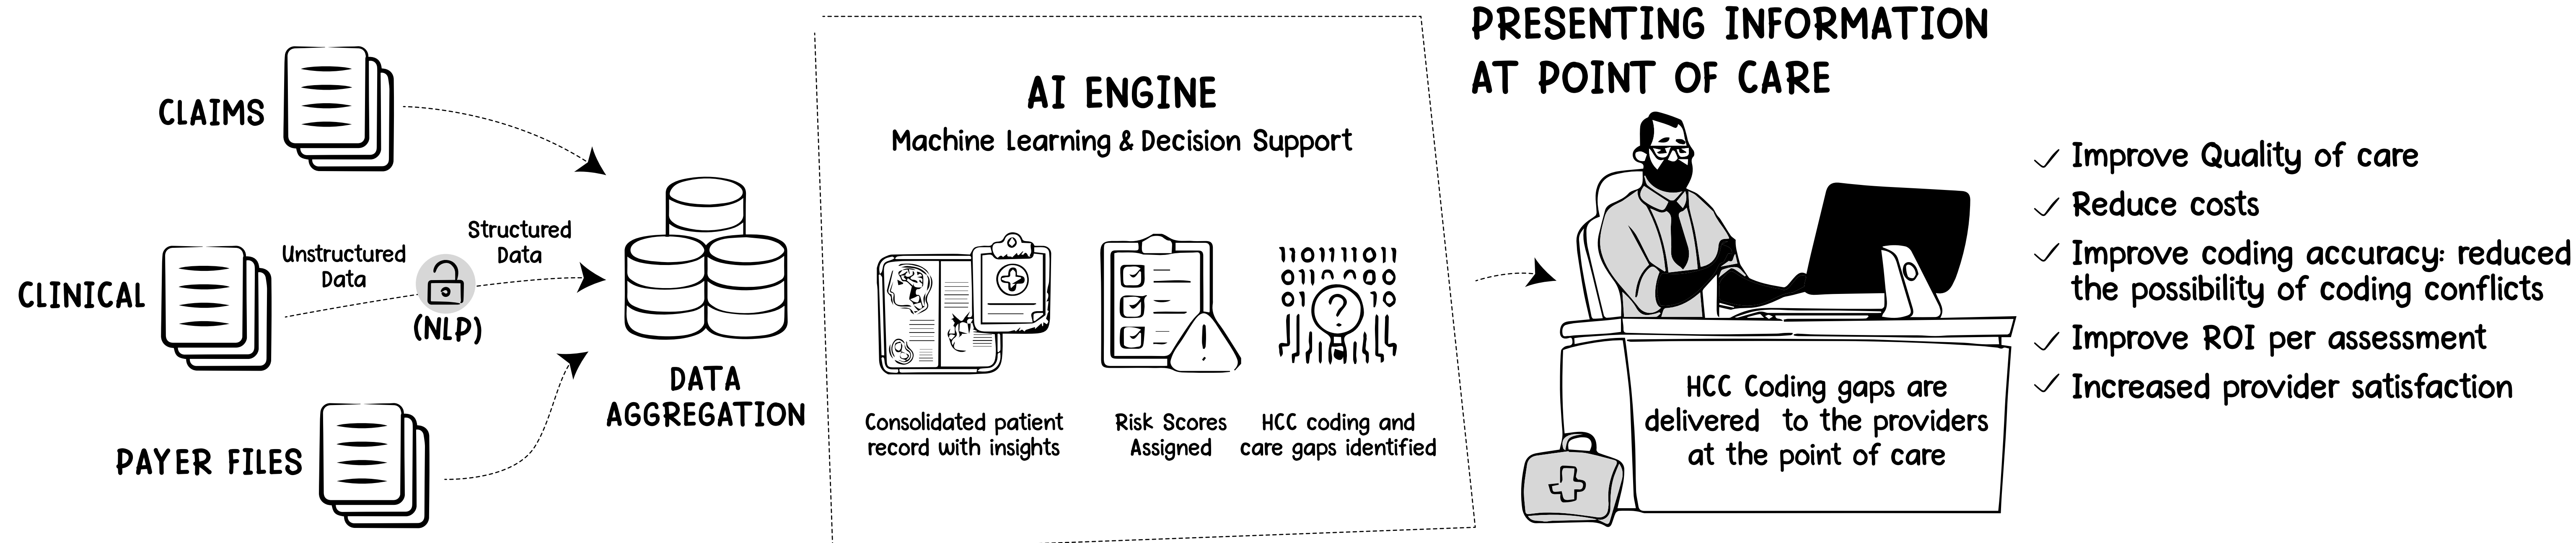 CLAIMS
CLINICAL
Unstructured
Data
(NLP)
Structured
Data
PAYER FILES
DATA
AGGREGATION
AI ENGINE
Machine Learning & Decision Support
Consolidated patient
record with insights
Risk Scores
Assigned
110111011
?
HCC coding and
care gaps identified
PRESENTING INFORMATION
AT POINT OF CARE
HCC Coding gaps are
delivered to the providers
at the point of care
Improve Quality of care
Reduce costs
Improve coding accuracy: reduced
the possibility of coding conflicts
Improve ROI per assessment
Increased provider satisfaction